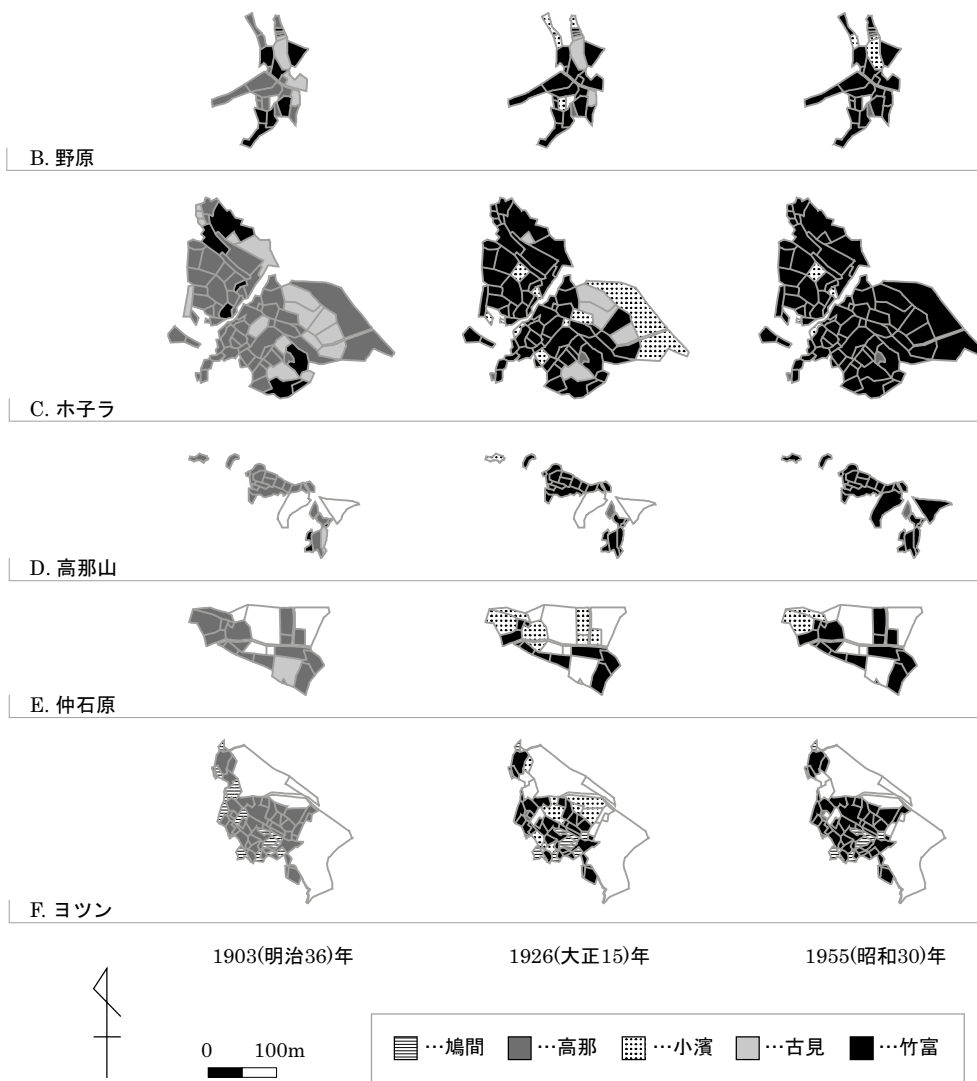 B. 野原
C. ホ子ラ
D. 高那山
E. 仲石原
F. ヨツン
1903(明治36)年 1926(大正15)年 1955(昭和30)年
0 100m
…鳩間 …高那 …小濱 …古見 …竹富